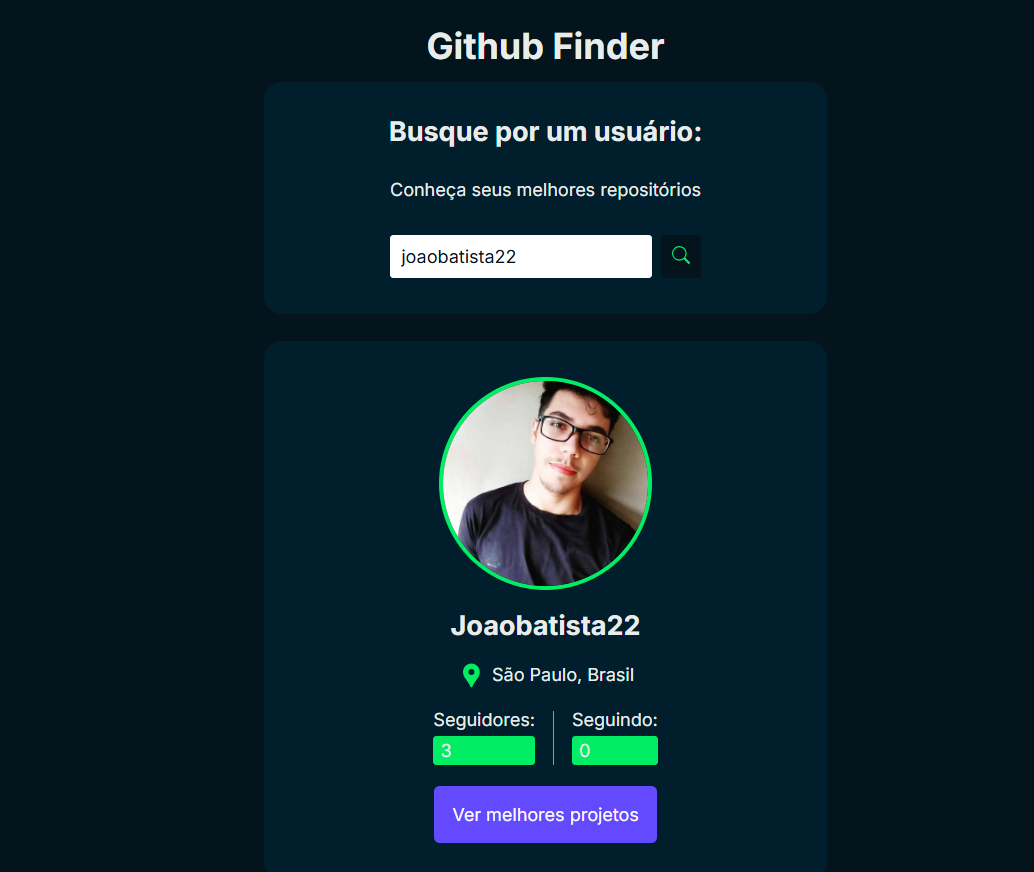 Github Finder
Busque por um usuário:
Conheça seus melhores repositórios
joaobatista22
Joaobatista22
São Paulo, Brasil
Seguidores: Seguindo:
3 0
Ver melhores projetos